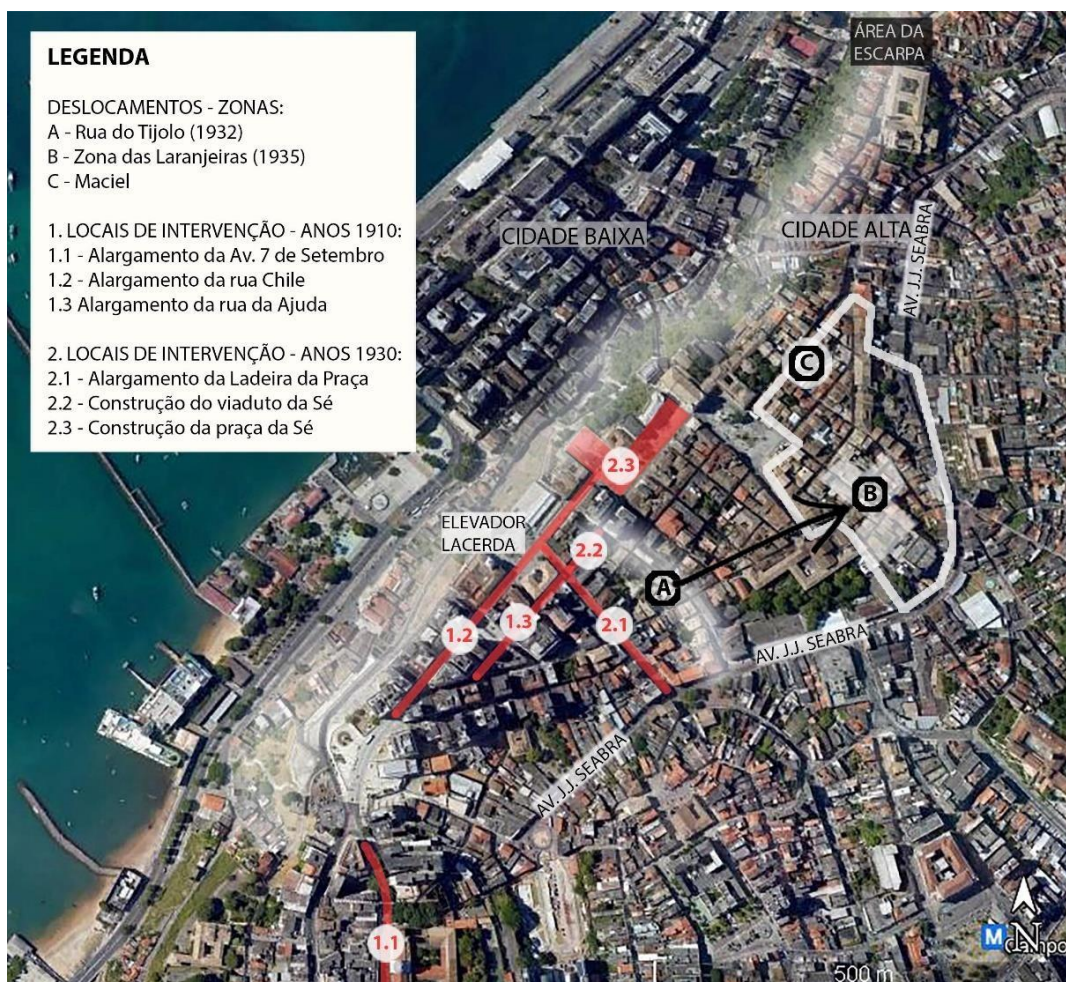 LEGENDA
DESLOCAMENTOS - ZONAS:
A - Rua do Tijolo (1932)
B - Zona das Laranjeiras (1935)
C - Maciel
1. LOCAIS DE INTERVENÇÃO - ANOS 1910:
1.1 - Alargamento da Av. 7 de Setembro
1.2 - Alargamento da rua Chile
1.3 Alargamento da rua da Ajuda
2. LOCAIS DE INTERVENÇÃO - ANOS 1930:
2.1 - Alargamento da Ladeira da Praça
2.2 - Construção do viaduto da Sé
2.3 - Construção da praça da Sé
ÁREA DA
ESCARPA
CIDADE BAIXA
CIDADE ALTA
AV. J.J. SEABRA
C
2.3
B
ELEVADOR
LACERDA
2.2
A
1.2
1.3
2.1
AV. J.J. SEABRA
AV. J.J. SEABRA
1.1
M
N
500 m